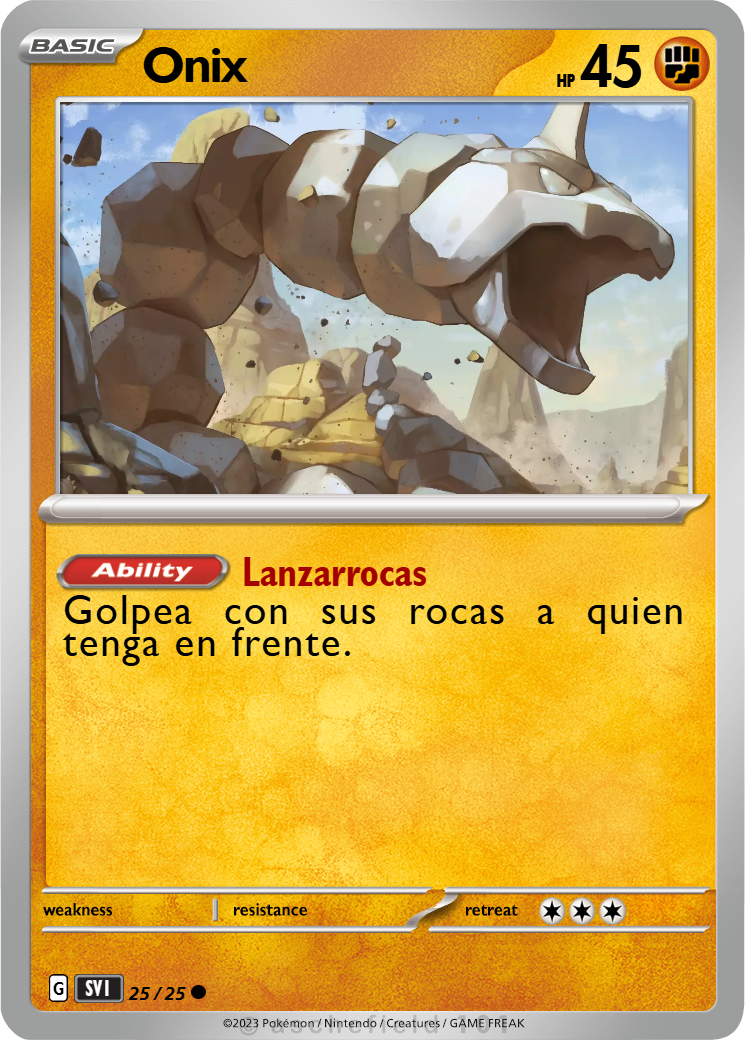 BASIC
Onix
HP 45
Ability Lanzarrocas
Golpea con sus rocas a quien
tenga en frente.
weakness | resistance
retreat
G SVI 25 / 25
©2023 Pokémon / Nintendo / Creatures / GAME FREAK